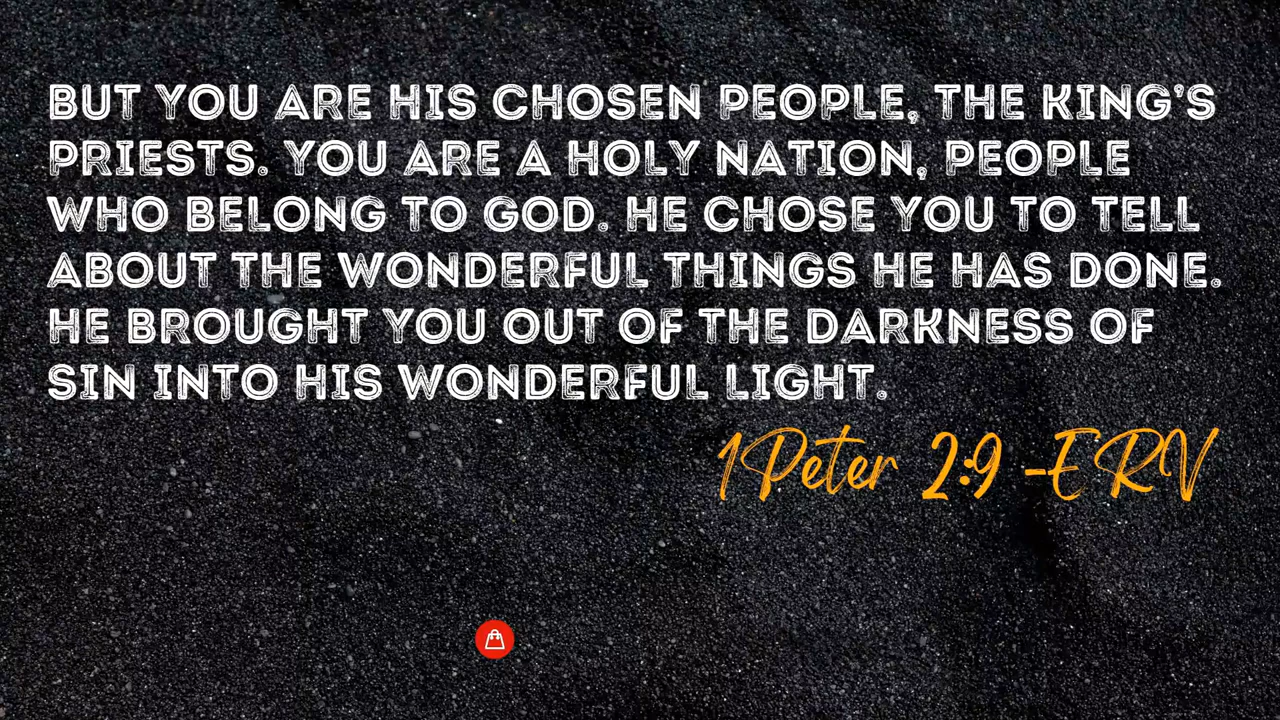 BUT YOU ARE HIS CHOSEN PEOPLE, THE KING'S
PRIESTS. YOU ARE A HOLY NATION, PEOPLE
WHO BELONG TO GOD. HE CHOSE YOU TO TELL
ABOUT THE WONDERFUL THINGS HE HAS DONE.
HE BROUGHT YOU OUT OF THE DARKNESS OF
SIN INTO HIS WONDERFUL LIGHT.
1 Peter 2:9 -ERV